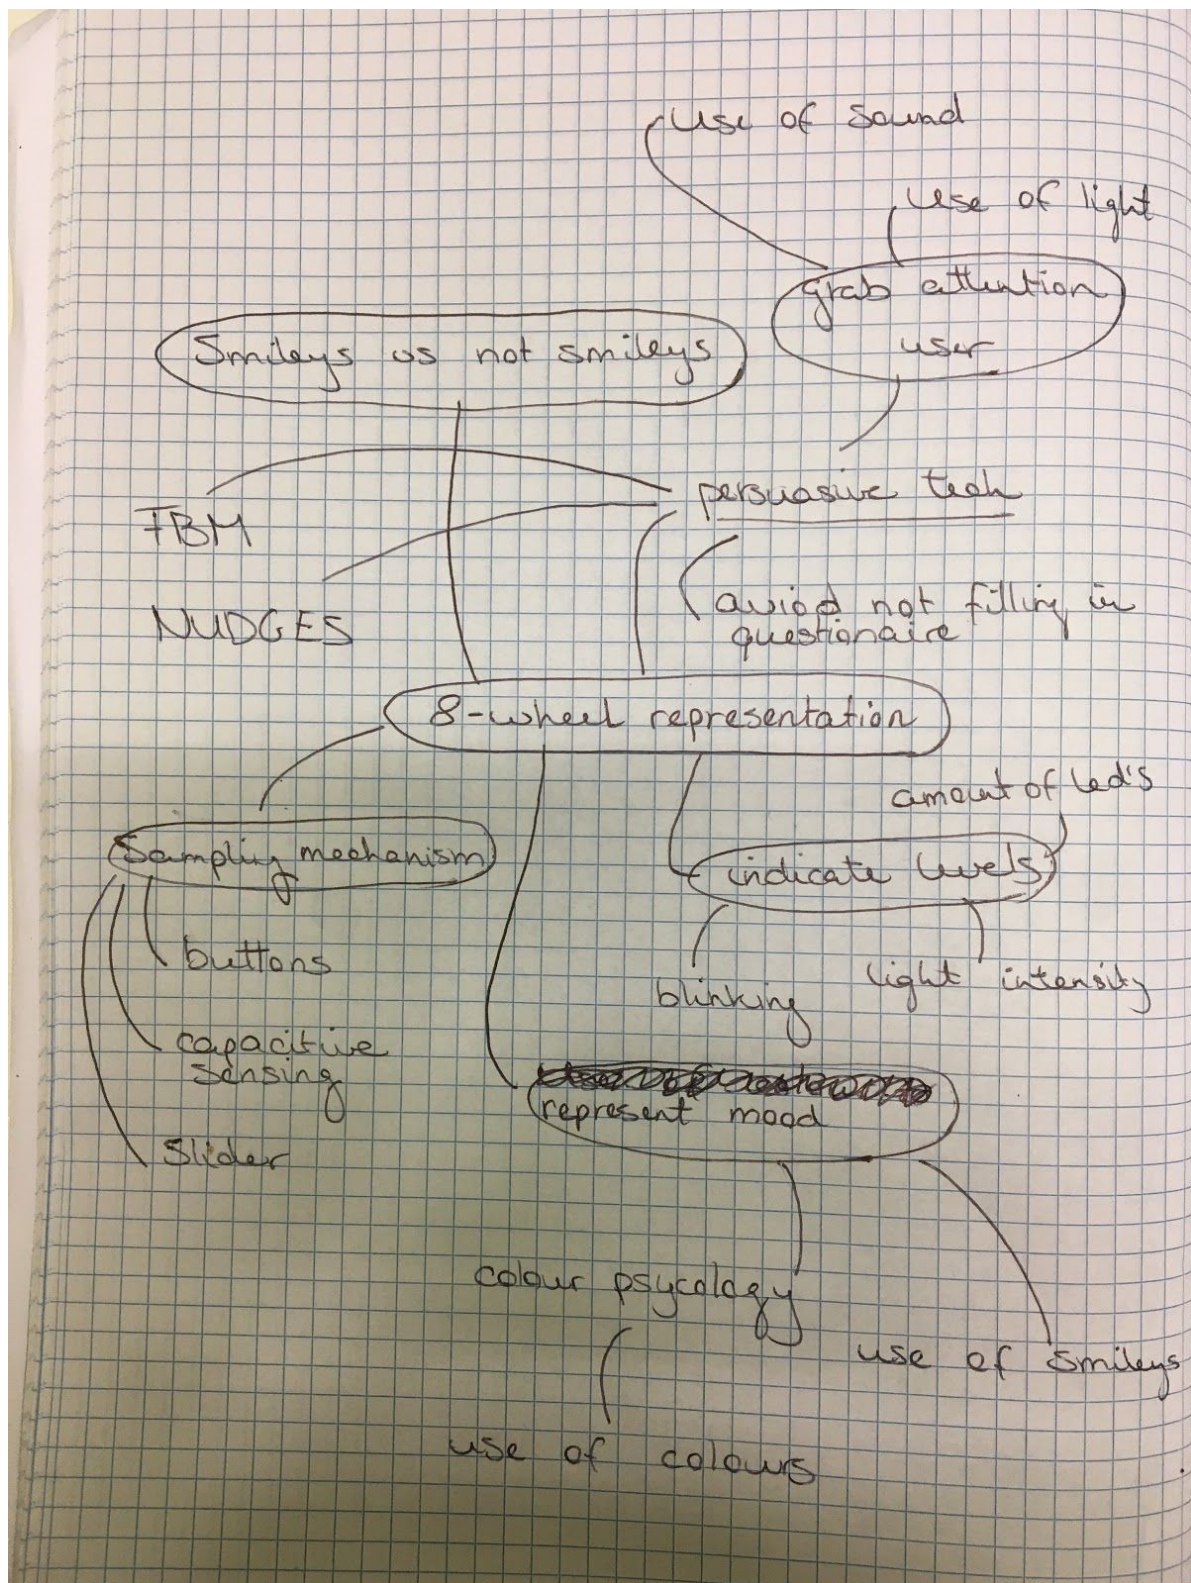 use of sound
use of light
grab attention
user
Smileys vs not smileys
persuasive tech
FBM
aviod not filling in
questionaire
NUDGES
8-wheel representation
amount of led's
Sampling mechanism
indicate levels
buttons
light intensity
blinking
capacitive
sensing
represent mood
Slider
colour psycology
use of smileys
use of colours